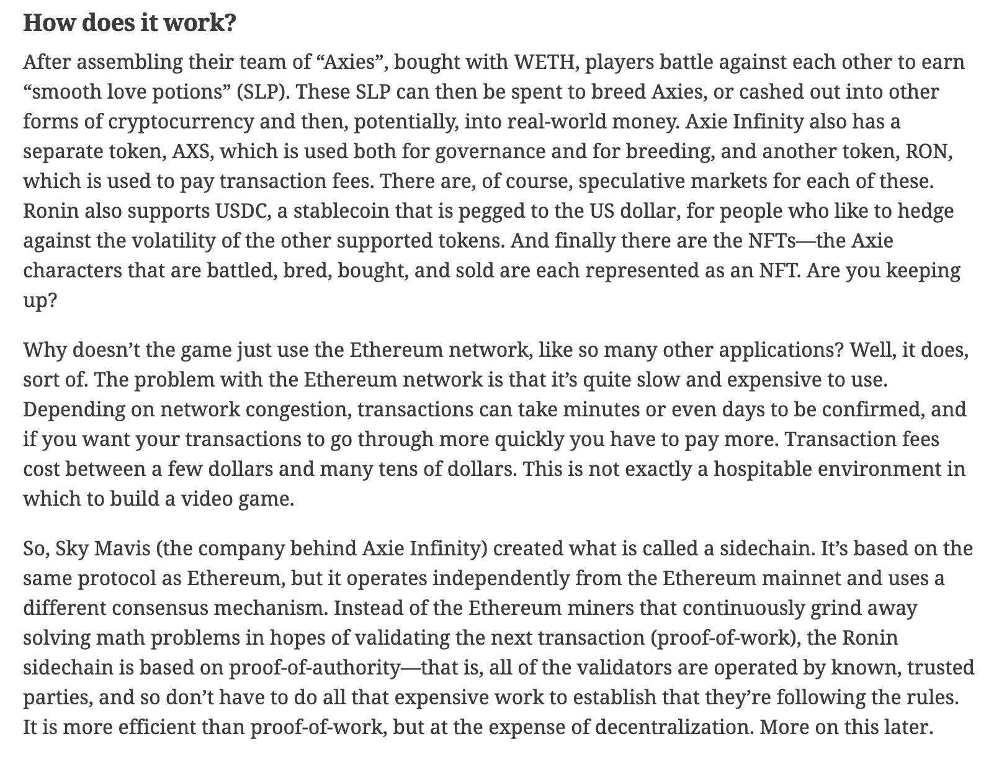 How does it work?
After assembling their team of “Axies”, bought with WETH, players battle against each other to earn
“smooth love potions” (SLP). These SLP can then be spent to breed Axies, or cashed out into other
forms of cryptocurrency and then, potentially, into real-world money. Axie Infinity also has a
separate token, AXS, which is used both for governance and for breeding, and another token, RON,
which is used to pay transaction fees. There are, of course, speculative markets for each of these.
Ronin also supports USDC, a stablecoin that is pegged to the US dollar, for people who like to hedge
against the volatility of the other supported tokens. And finally there are the NFTs—the Axie
characters that are battled, bred, bought, and sold are each represented as an NFT. Are you keeping
up?
Why doesn’t the game just use the Ethereum network, like so many other applications? Well, it does,
sort of. The problem with the Ethereum network is that it’s quite slow and expensive to use.
Depending on network congestion, transactions can take minutes or even days to be confirmed, and
if you want your transactions to go through more quickly you have to pay more. Transaction fees
cost between a few dollars and many tens of dollars. This is not exactly a hospitable environment in
which to build a video game.
So, Sky Mavis (the company behind Axie Infinity) created what is called a sidechain. It’s based on the
same protocol as Ethereum, but it operates independently from the Ethereum mainnet and uses a
different consensus mechanism. Instead of the Ethereum miners that continuously grind away
solving math problems in hopes of validating the next transaction (proof-of-work), the Ronin
sidechain is based on proof-of-authority—that is, all of the validators are operated by known, trusted
parties, and so don’t have to do all that expensive work to establish that they’re following the rules.
It is more efficient than proof-of-work, but at the expense of decentralization. More on this later.